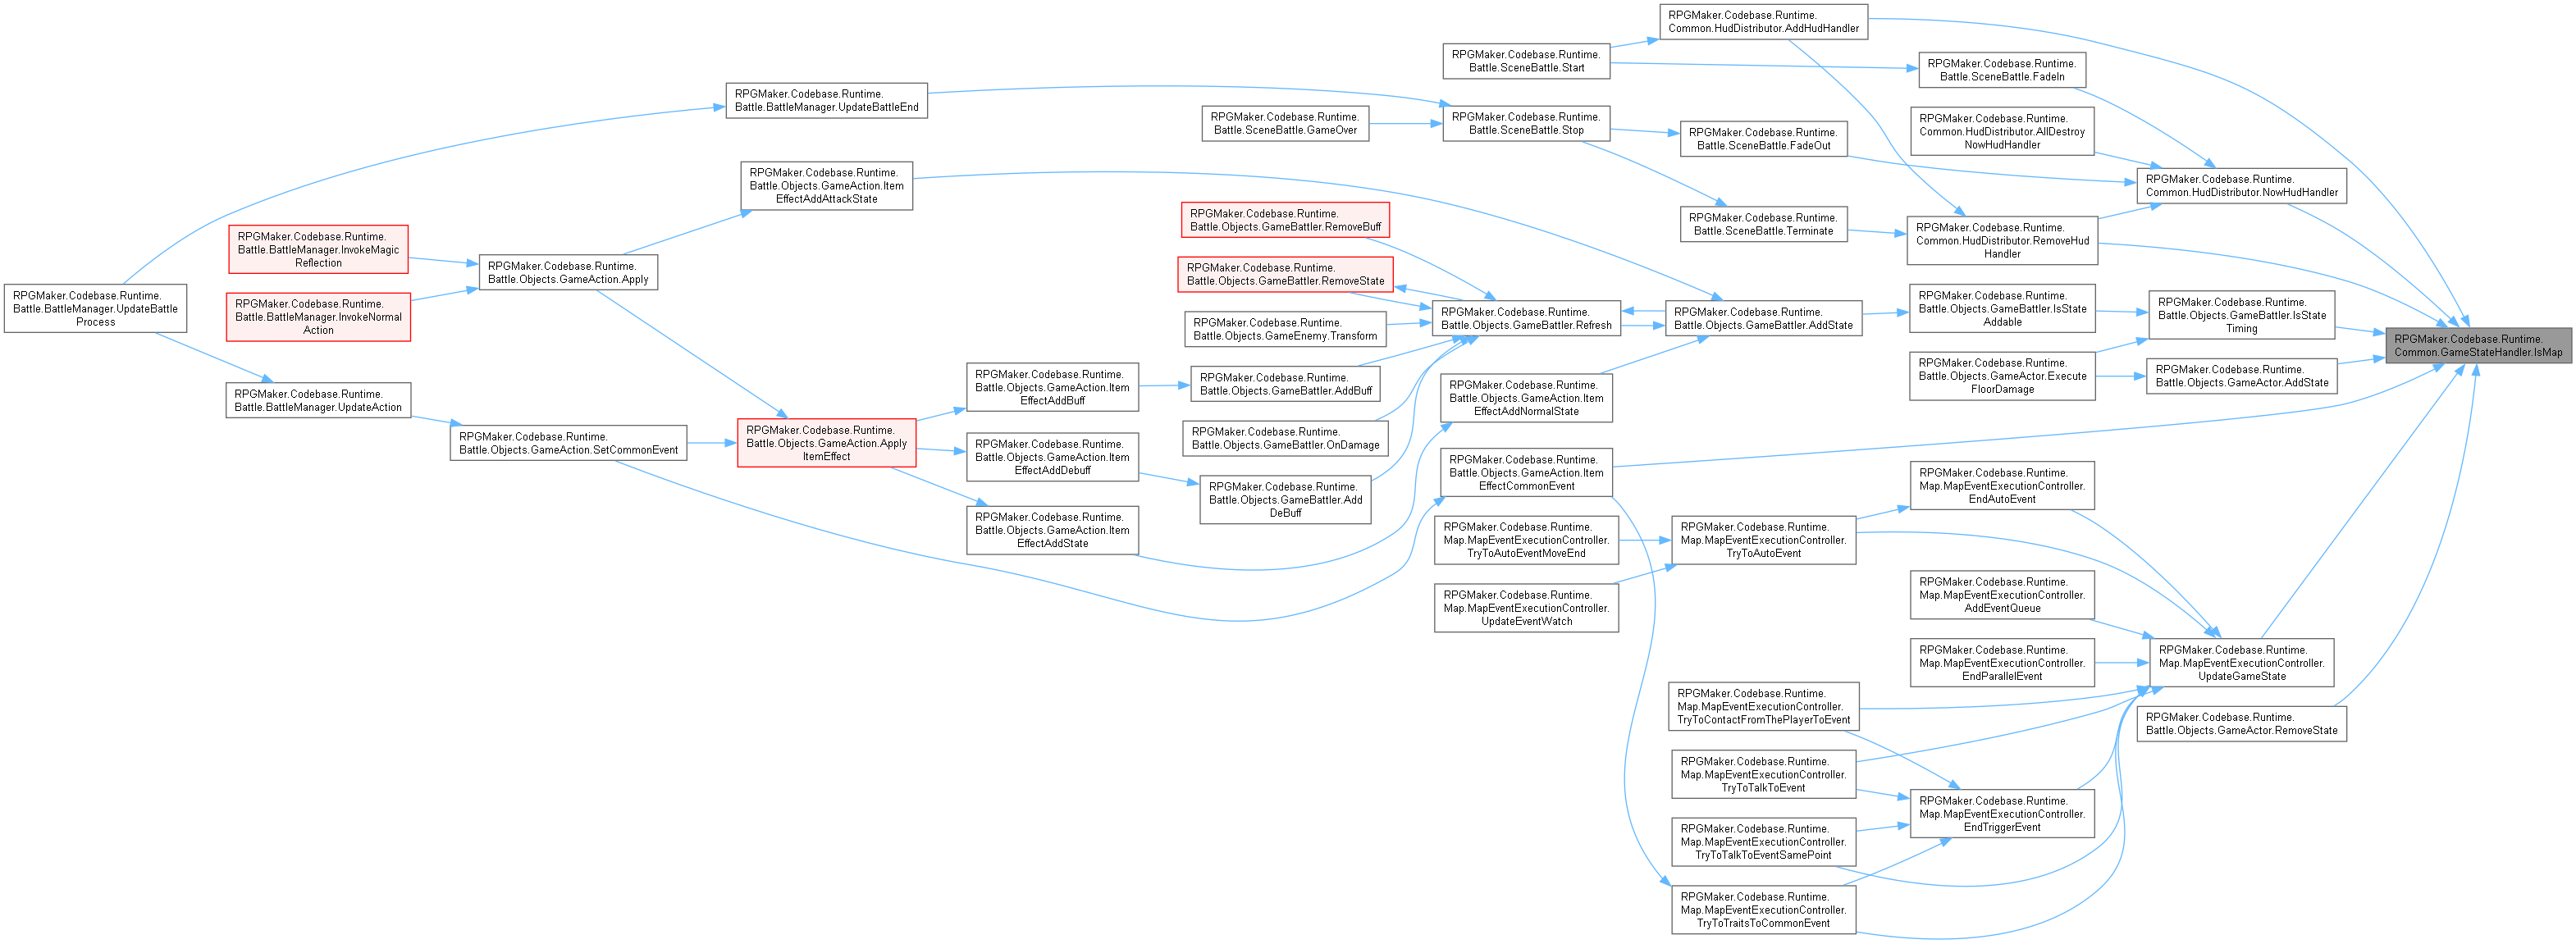 RPGMaker.Codebase.Runtime.
Battle.BattleManager.UpdateBattle
Process
RPGMaker.Codebase.Runtime.
Battle.BattleManager.InvokeMagic
Reflection
RPGMaker.Codebase.Runtime.
Battle.BattleManager.InvokeNormal
Action
RPGMaker.Codebase.Runtime.
Battle.BattleManager.UpdateAction
RPGMaker.Codebase.Runtime.
Battle.Objects.GameAction.Apply
RPGMaker.Codebase.Runtime.
Battle.Objects.GameAction.SetCommonEvent
RPGMaker.Codebase.Runtime.
Battle.BattleManager.UpdateBattleEnd
RPGMaker.Codebase.Runtime.
Battle.Objects.GameAction.Item
EffectAddAttackState
RPGMaker.Codebase.Runtime.
Battle.Objects.GameAction.Apply
ItemEffect
RPGMaker.Codebase.Runtime.
Battle.Objects.GameAction.Item
EffectAddBuff
RPGMaker.Codebase.Runtime.
Battle.Objects.GameAction.Item
EffectAddDebuff
RPGMaker.Codebase.Runtime.
Battle.Objects.GameAction.Item
EffectAddState
RPGMaker.Codebase.Runtime.
Battle.SceneBattle.GameOver
RPGMaker.Codebase.Runtime.
Battle.Objects.GameBattler.RemoveBuff
RPGMaker.Codebase.Runtime.
Battle.Objects.GameBattler.RemoveState
RPGMaker.Codebase.Runtime.
Battle.Objects.GameEnemy.Transform
RPGMaker.Codebase.Runtime.
Battle.Objects.GameBattler.AddBuff
RPGMaker.Codebase.Runtime.
Battle.Objects.GameBattler.OnDamage
RPGMaker.Codebase.Runtime.
Battle.Objects.GameBattler.Add
DeBuff
RPGMaker.Codebase.Runtime.
Battle.SceneBattle.Start
RPGMaker.Codebase.Runtime.
Battle.SceneBattle.Stop
RPGMaker.Codebase.Runtime.
Battle.Objects.GameBattler.Refresh
RPGMaker.Codebase.Runtime.
Battle.Objects.GameAction.Item
EffectAddNormalState
RPGMaker.Codebase.Runtime.
Battle.Objects.GameAction.Item
EffectCommonEvent
RPGMaker.Codebase.Runtime.
Map.MapEventExecutionController.
TryToAutoEventMoveEnd
RPGMaker.Codebase.Runtime.
Map.MapEventExecutionController.
UpdateEventWatch
RPGMaker.Codebase.Runtime.
Common.HudDistributor.AddHudHandler
RPGMaker.Codebase.Runtime.
Battle.SceneBattle.FadeOut
RPGMaker.Codebase.Runtime.
Battle.SceneBattle.Terminate
RPGMaker.Codebase.Runtime.
Battle.Objects.GameBattler.AddState
RPGMaker.Codebase.Runtime.
Map.MapEventExecutionController.
TryToAutoEvent
RPGMaker.Codebase.Runtime.
Map.MapEventExecutionController.
TryToContactFromThePlayerToEvent
RPGMaker.Codebase.Runtime.
Map.MapEventExecutionController.
TryToTalkToEvent
RPGMaker.Codebase.Runtime.
Map.MapEventExecutionController.
TryToTalkToEventSamePoint
RPGMaker.Codebase.Runtime.
Map.MapEventExecutionController.
TryToTraitsToCommonEvent
RPGMaker.Codebase.Runtime.
Battle.SceneBattle.FadeIn
RPGMaker.Codebase.Runtime.
Common.HudDistributor.AllDestroy
NowHudHandler
RPGMaker.Codebase.Runtime.
Common.HudDistributor.RemoveHud
Handler
RPGMaker.Codebase.Runtime.
Battle.Objects.GameBattler.IsState
Addable
RPGMaker.Codebase.Runtime.
Battle.Objects.GameActor.Execute
FloorDamage
RPGMaker.Codebase.Runtime.
Map.MapEventExecutionController.
EndAutoEvent
RPGMaker.Codebase.Runtime.
Map.MapEventExecutionController.
AddEventQueue
RPGMaker.Codebase.Runtime.
Map.MapEventExecutionController.
EndParallelEvent
RPGMaker.Codebase.Runtime.
Map.MapEventExecutionController.
EndTriggerEvent
RPGMaker.Codebase.Runtime.
Common.HudDistributor.NowHudHandler
RPGMaker.Codebase.Runtime.
Battle.Objects.GameBattler.IsState
Timing
RPGMaker.Codebase.Runtime.
Battle.Objects.GameActor.AddState
RPGMaker.Codebase.Runtime.
Map.MapEventExecutionController.
UpdateGameState
RPGMaker.Codebase.Runtime.
Battle.Objects.GameActor.RemoveState
RPGMaker.Codebase.Runtime.
Common.GameStateHandler.IsMap